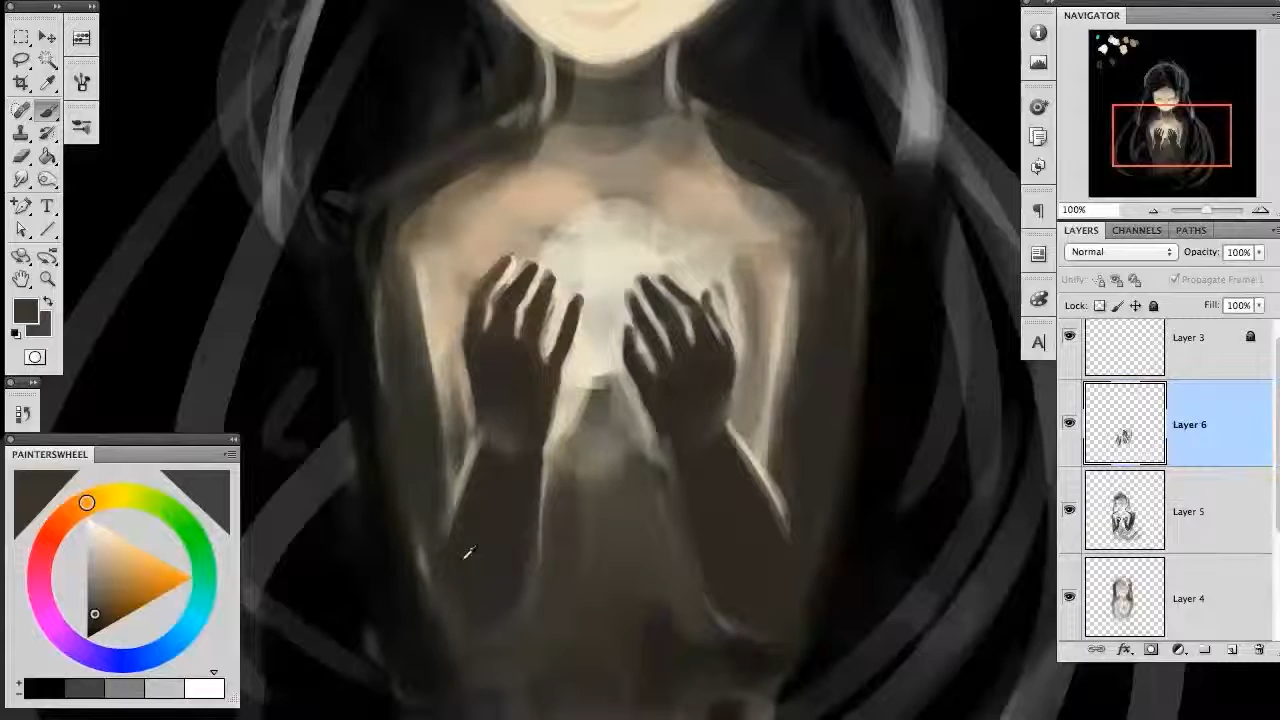 NAVIGATOR
100%
LAYERS CHANNELS PATHS
Normal Opacity: 100%
Unify: Propagate Frame 1
Lock: Fill: 100%
Layer 3
Layer 6
Layer 5
Layer 4
fx
T
A
PAINTERSWHEEL